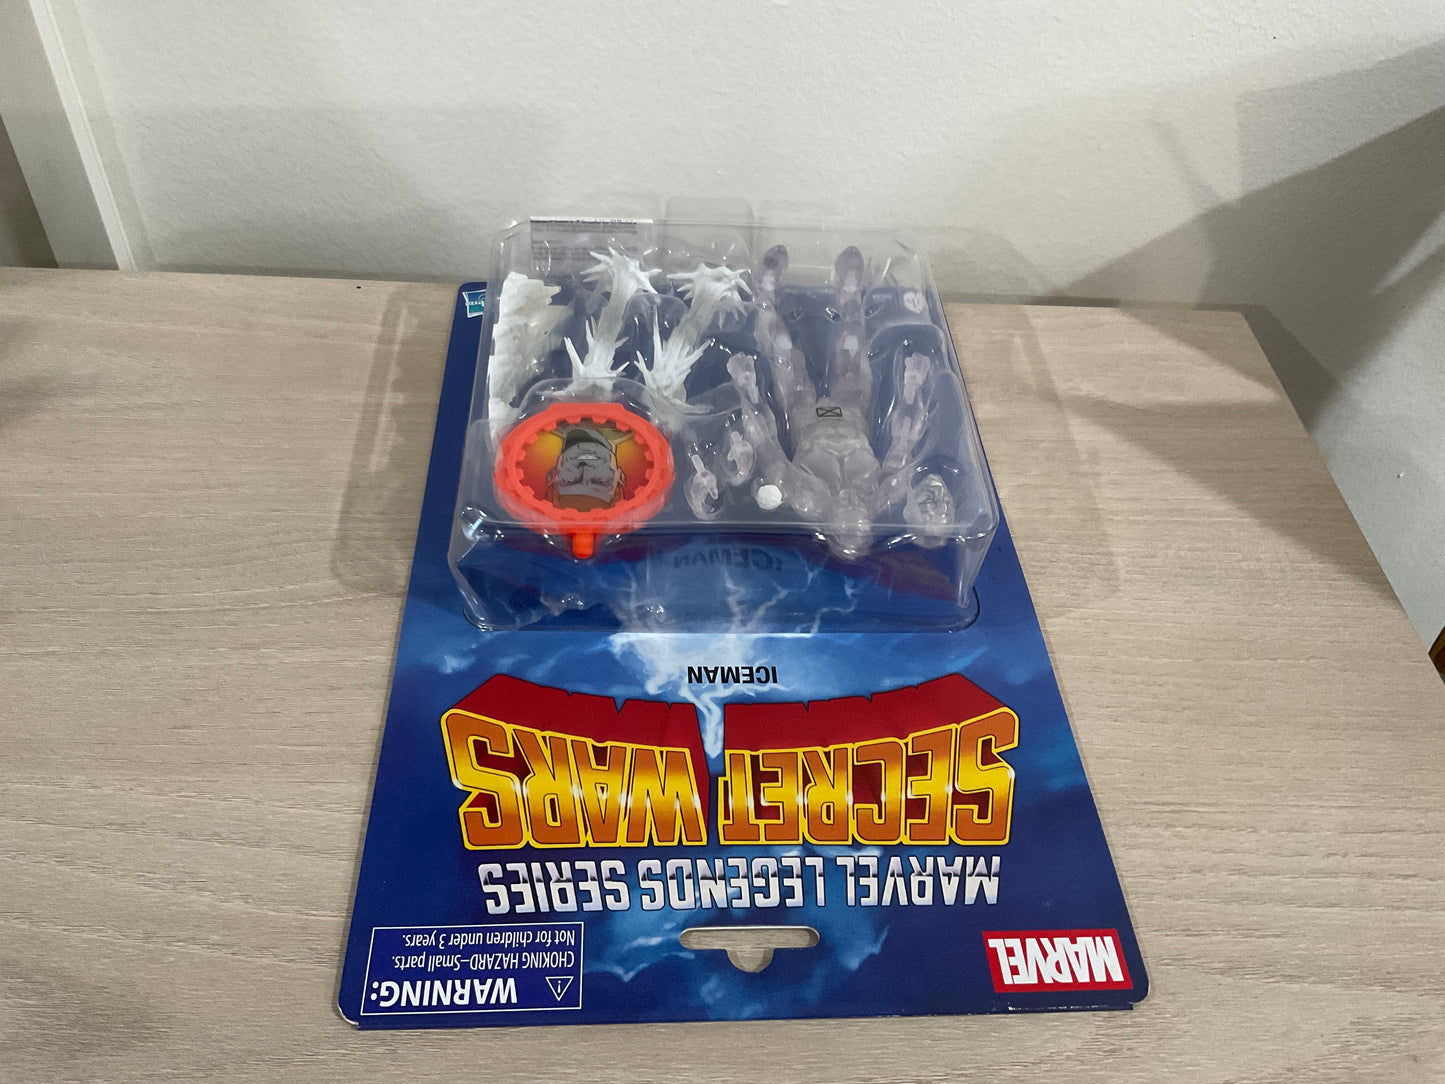 MARVEL
WARNING:
CHOKING HAZARD–Small parts.
Not for children under 3 years.
MARVEL LEGENDS SERIES
SECRET WARS
ICEMAN